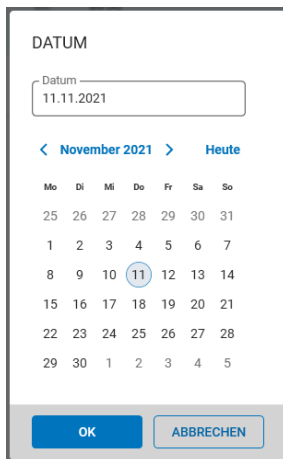 DATUM
Datum
11.11.2021
November 2021 Heute
Mo Di Mi Do Fr Sa So
25 26 27 28 29 30 31
1 2 3 4 5 6 7
8 9 10 11 12 13 14
15 16 17 18 19 20 21
22 23 24 25 26 27 28
29 30 1 2 3 4 5
OK ABBRECHEN